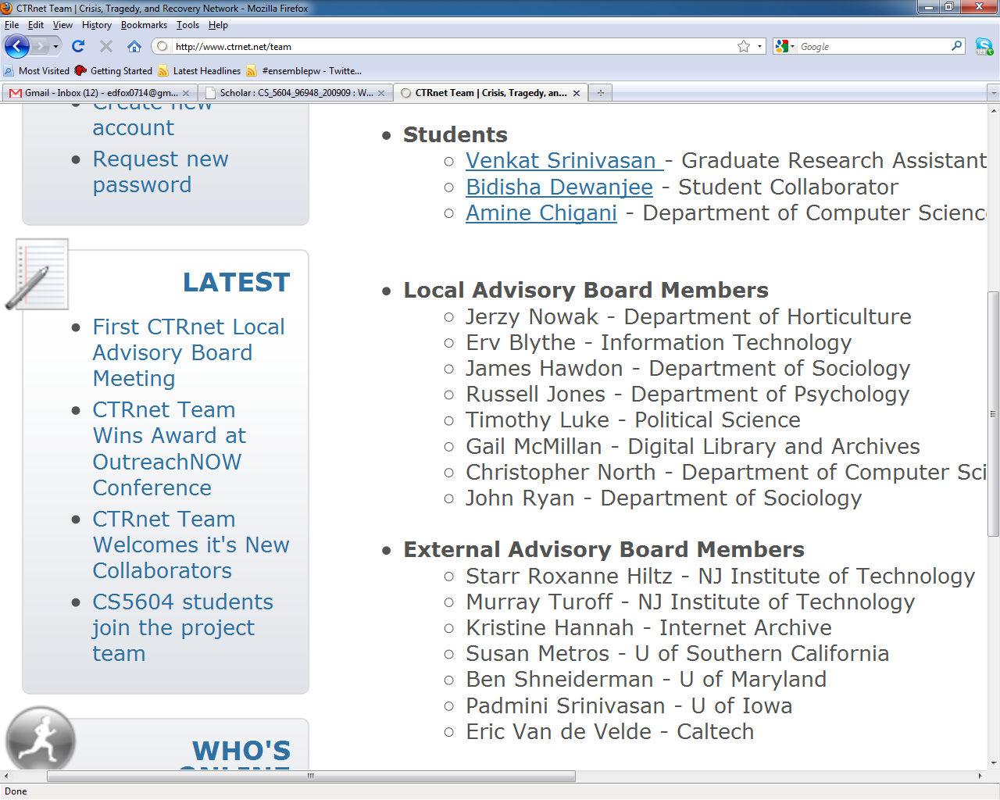 CTRnet Team | Crisis, Tragedy, and Recovery Network - Mozilla Firefox
File Edit View History Bookmarks Tools Help
http://www.ctrnet.net/team
Google
Most Visited Getting Started Latest Headlines #ensemblepw - Twitte...
Gmail - Inbox (12) - edfox0714@gm... Scholar : CS_5604_96948_200909 : W... CTRnet Team | Crisis, Tragedy, an...
Create new
account
Request new
password
LATEST
First CTRnet Local
Advisory Board
Meeting
CTRnet Team
Wins Award at
OutreachNOW
Conference
CTRnet Team
Welcomes it's New
Collaborators
CS5604 students
join the project
team
WHO'S
ONLINE
Students
Venkat Srinivasan - Graduate Research Assistant
Bidisha Dewanjee - Student Collaborator
Amine Chigani - Department of Computer Scienc
Local Advisory Board Members
Jerzy Nowak - Department of Horticulture
Erv Blythe - Information Technology
James Hawdon - Department of Sociology
Russell Jones - Department of Psychology
Timothy Luke - Political Science
Gail McMillan - Digital Library and Archives
Christopher North - Department of Computer Sci
John Ryan - Department of Sociology
External Advisory Board Members
Starr Roxanne Hiltz - NJ Institute of Technology
Murray Turoff - NJ Institute of Technology
Kristine Hannah - Internet Archive
Susan Metros - U of Southern California
Ben Shneiderman - U of Maryland
Padmini Srinivasan - U of Iowa
Eric Van de Velde - Caltech
Done